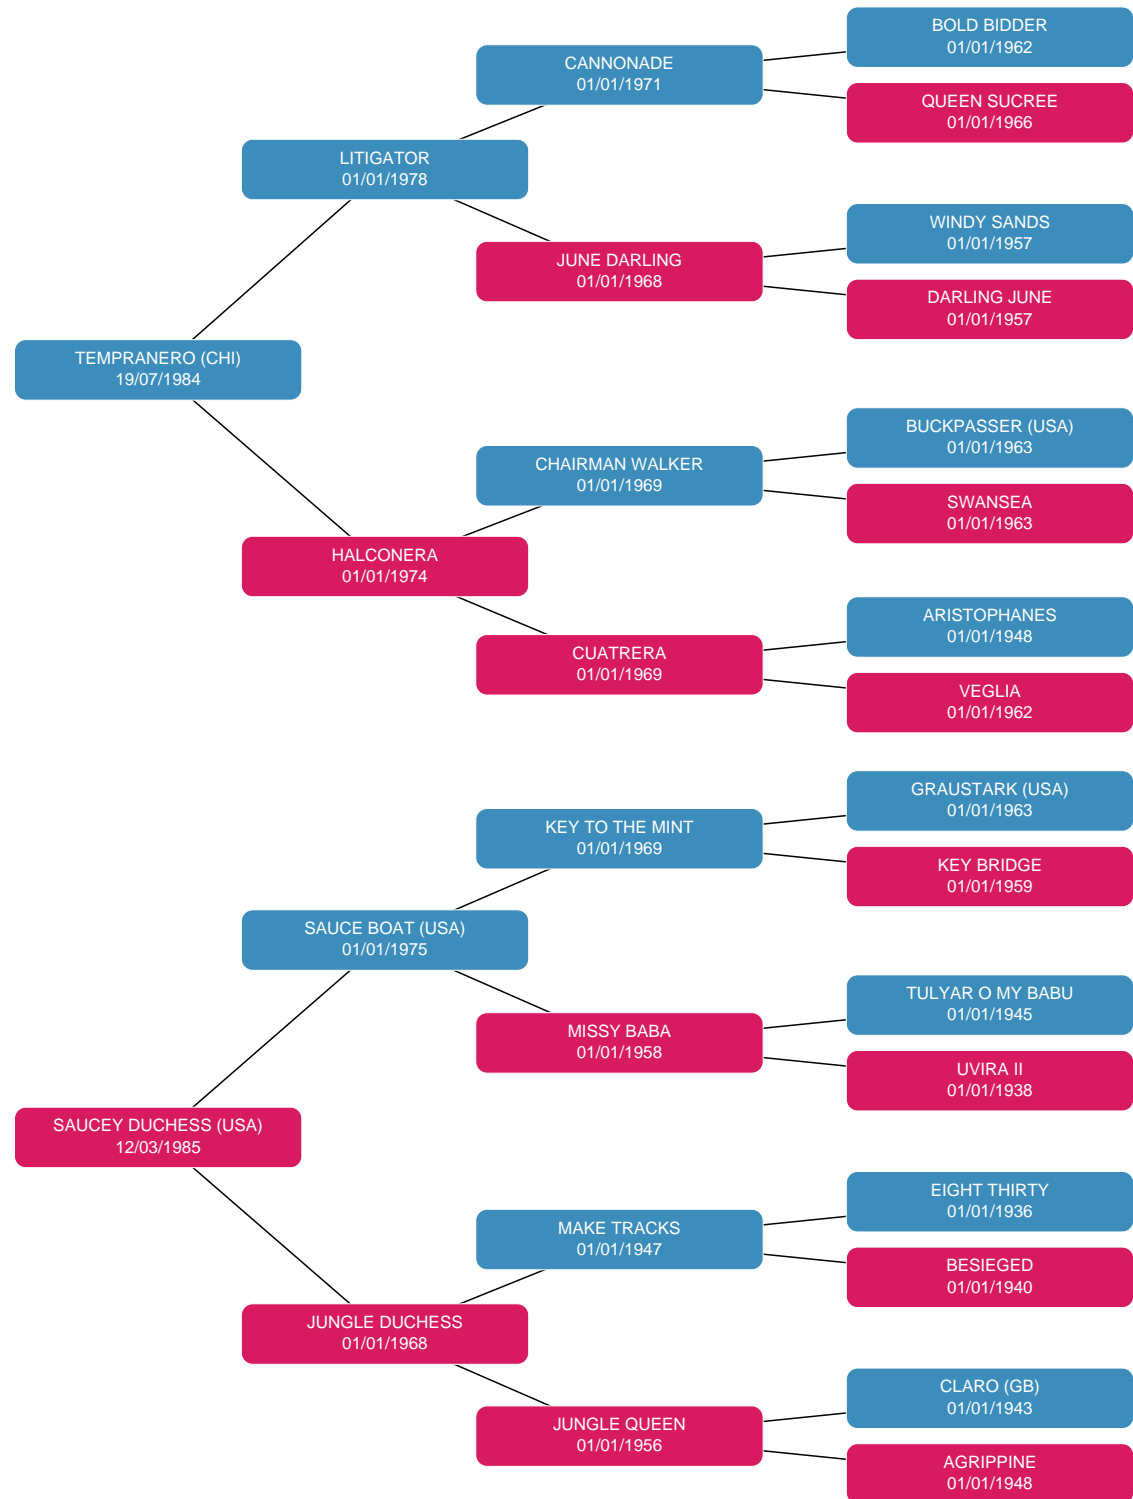 BOLD BIDDER
01/01/1962
CANNONADE
01/01/1971
QUEEN SUCREE
01/01/1966
LITIGATOR
01/01/1978
WINDY SANDS
01/01/1957
JUNE DARLING
01/01/1968
DARLING JUNE
01/01/1957
TEMPRANERO (CHI)
19/07/1984
BUCKPASSER (USA)
01/01/1963
CHAIRMAN WALKER
01/01/1969
SWANSEA
01/01/1963
HALCONERA
01/01/1974
ARISTOPHANES
01/01/1948
CUATRERA
01/01/1969
VEGLIA
01/01/1962
GRAUSTARK (USA)
01/01/1963
KEY TO THE MINT
01/01/1969
KEY BRIDGE
01/01/1959
SAUCE BOAT (USA)
01/01/1975
TULYAR O MY BABU
01/01/1945
MISSY BABA
01/01/1958
UVIRA II
01/01/1938
SAUCEY DUCHESS (USA)
12/03/1985
EIGHT THIRTY
01/01/1936
MAKE TRACKS
01/01/1947
BESIEGED
01/01/1940
JUNGLE DUCHESS
01/01/1968
CLARO (GB)
01/01/1943
JUNGLE QUEEN
01/01/1956
AGRIPPINE
01/01/1948